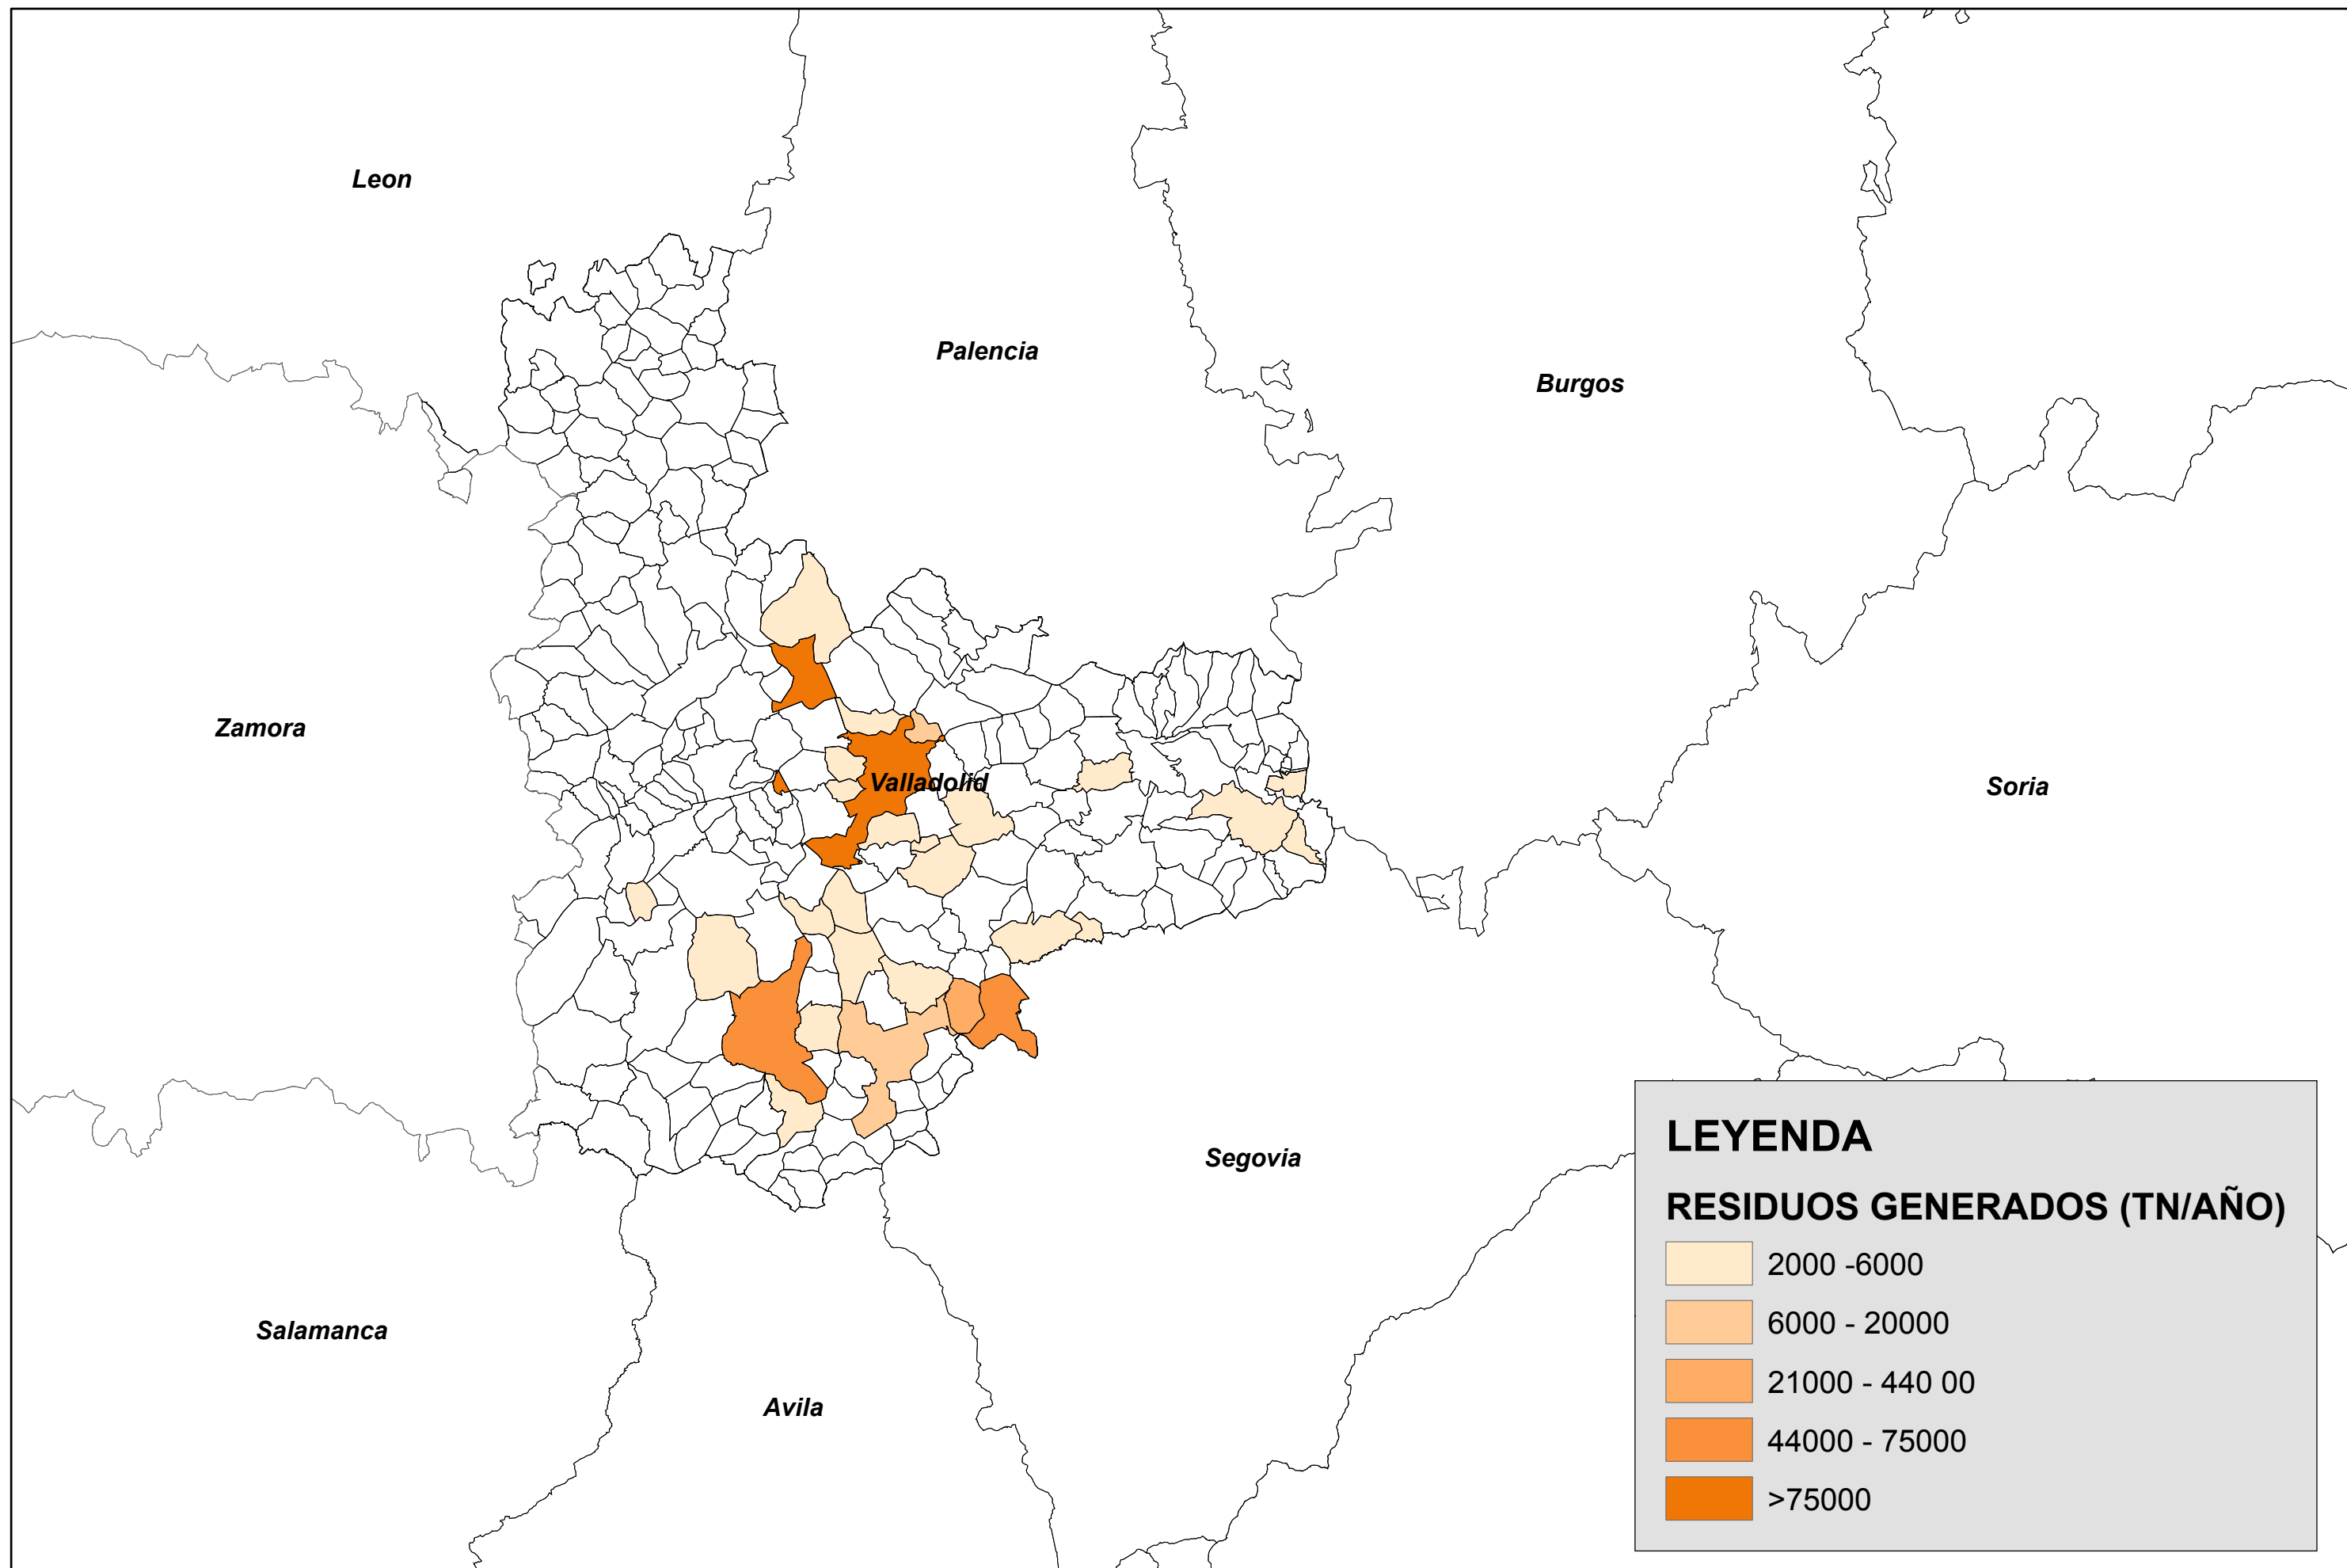 Leon
Palencia
Burgos
Zamora
Valladolid
Soria
Segovia
Salamanca
Avila
LEYENDA
RESIDUOS GENERADOS (TN/AÑO)
2000 -6000
6000 - 20000
21000 - 440 00
44000 - 75000
>75000